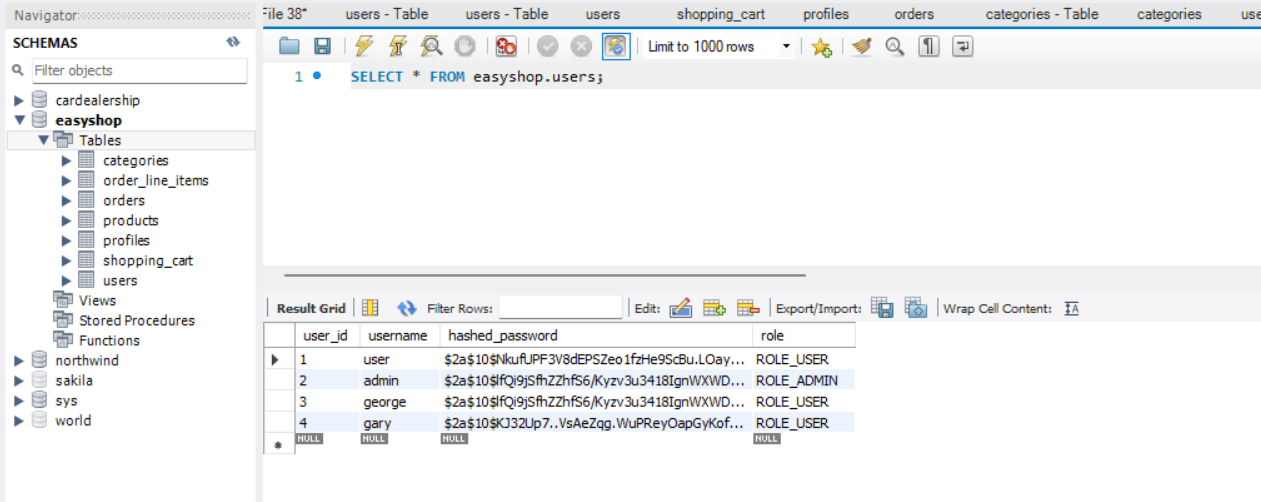 Navigator
SCHEMAS
Filter objects
cardealership
easyshop
Tables
categories
order_line_items
orders
products
profiles
shopping_cart
users
Views
Stored Procedures
Functions
northwind
sakila
sys
world
File 38* users - Table users - Table users shopping_cart profiles orders categories - Table categories use
Limit to 1000 rows
1 SELECT * FROM easyshop.users;
Result Grid Filter Rows: Edit: Export/Import: Wrap Cell Content: IA
user_id username hashed_password role
1 user $2a$10$NkufUPF3V8dEPSZeo1fzHe9ScBu.LOay... ROLE_USER
2 admin $2a$10$lfQi9jSfhZZhfS6/Kyzv3u3418IgnWXWD... ROLE_ADMIN
3 george $2a$10$lfQi9jSfhZZhfS6/Kyzv3u3418IgnWXWD... ROLE_USER
4 gary $2a$10$KJ32Up7..VsAeZqg.WuPReyOapGyKof... ROLE_USER
* NULL NULL NULL NULL